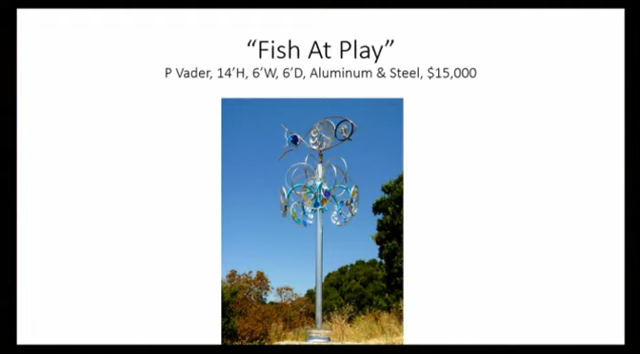 “Fish At Play”
P Vader, 14’H, 6’W, 6’D, Aluminum & Steel, $15,000